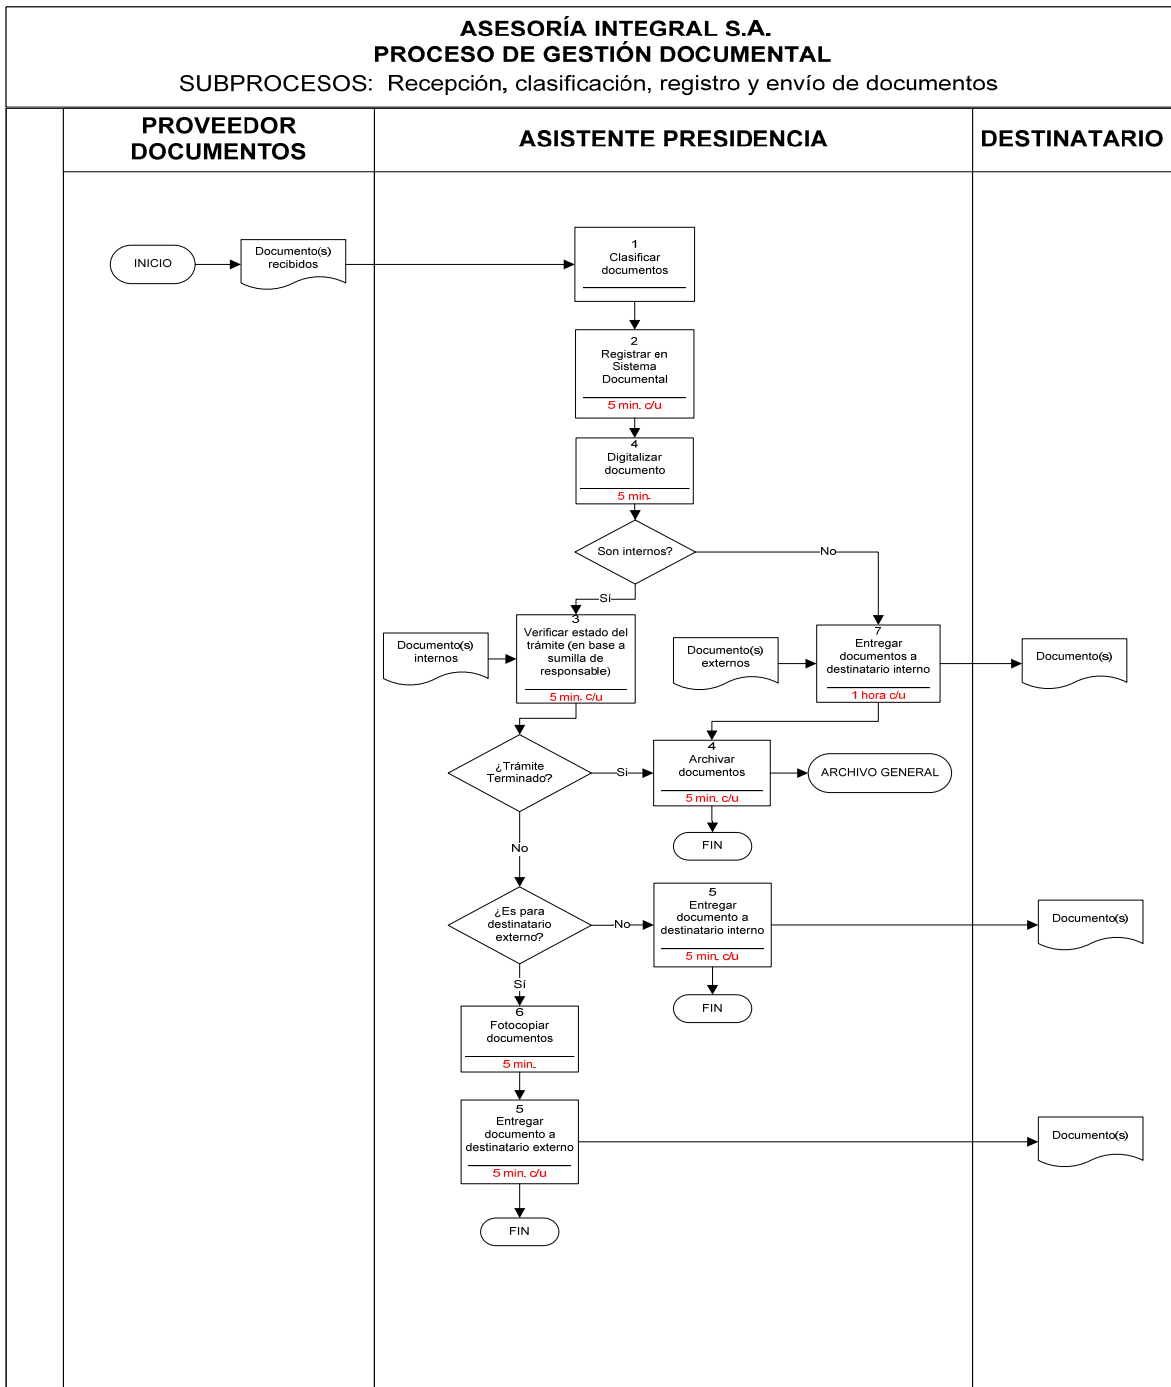 ASESORÍA INTEGRAL S.A.
PROCESO DE GESTIÓN DOCUMENTAL
SUBPROCESOS: Recepción, clasificación, registro y envío de documentos
PROVEEDOR
DOCUMENTOS
ASISTENTE PRESIDENCIA
DESTINATARIO
INICIO
Documento(s)
recibidos
1
Clasificar
documentos
2
Registrar en
Sistema
Documental
5 min. c/u
4
Digitalizar
documento
5 min.
Son internos?
No
Sí
Documento(s)
internos
3
Verificar estado del
trámite (en base a
sumilla de
responsable)
5 min. c/u
Documento(s)
externos
7
Entregar
documentos a
destinatario interno
1 hora c/u
Documento(s)
¿Trámite
Terminado?
Si
4
Archivar
documentos
5 min. c/u
ARCHIVO GENERAL
FIN
No
¿Es para
destinatario
externo?
No
5
Entregar
documento a
destinatario interno
5 min. c/u
Documento(s)
FIN
Sí
6
Fotocopiar
documentos
5 min.
5
Entregar
documento a
destinatario externo
5 min. c/u
Documento(s)
FIN